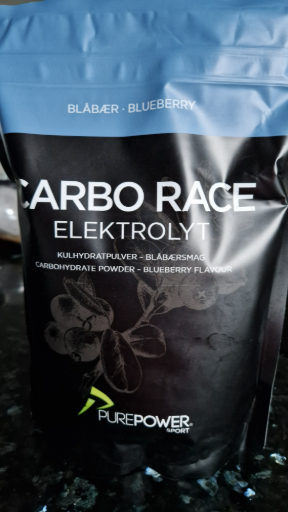 BLÅBÆR · BLUEBERRY
CARBO RACE
ELEKTROLYT
KULHYDRATPULVER – BLÅBÆRSMAG
CARBOHYDRATE POWDER – BLUEBERRY FLAVOUR
PUREPOWER®
SPORT